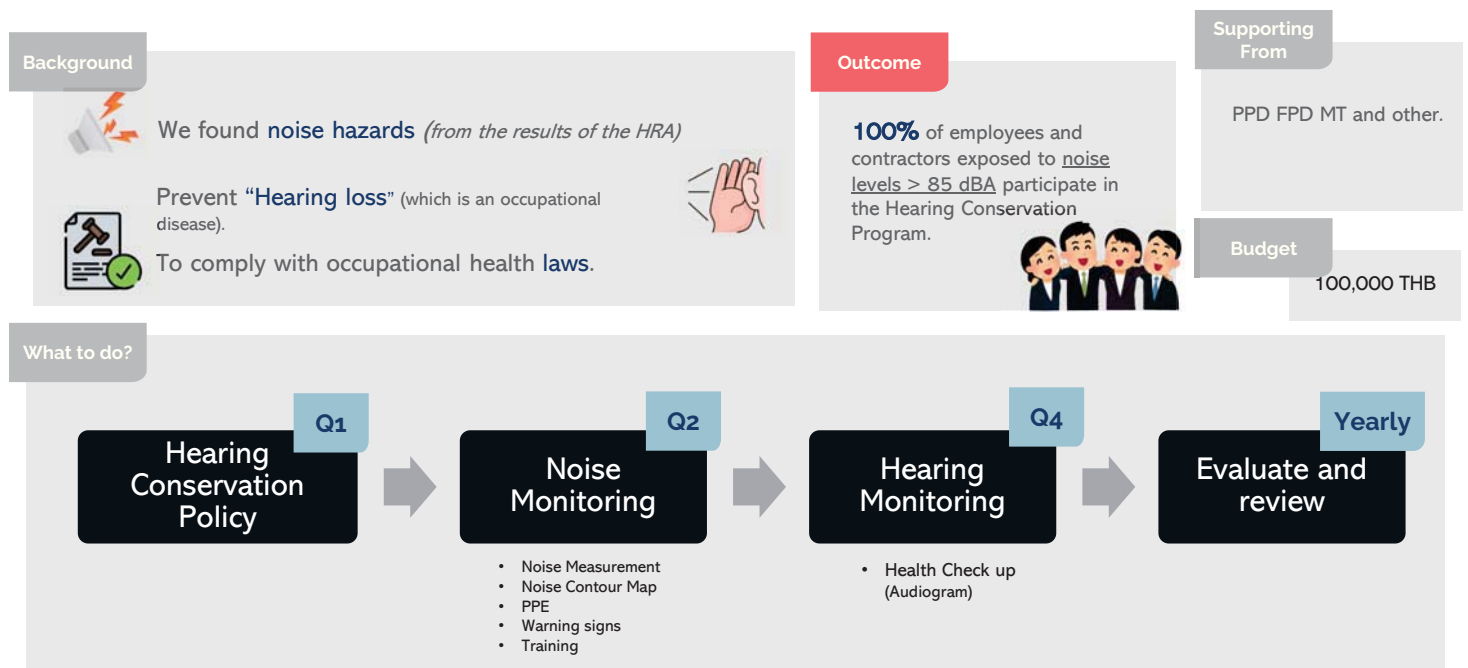 Background
We found noise hazards (from the results of the HRA)
Prevent “Hearing loss” (which is an occupational
disease).
To comply with occupational health laws.
Outcome
100% of employees and
contractors exposed to noise
levels > 85 dBA participate in
the Hearing Conservation
Program.
Supporting
From
PPD FPD MT and other.
Budget
100,000 THB
What to do?
Q1
Hearing
Conservation
Policy
Q2
Noise
Monitoring
• Noise Measurement
• Noise Contour Map
• PPE
• Warning signs
• Training
Q4
Hearing
Monitoring
• Health Check up
(Audiogram)
Yearly
Evaluate and
review